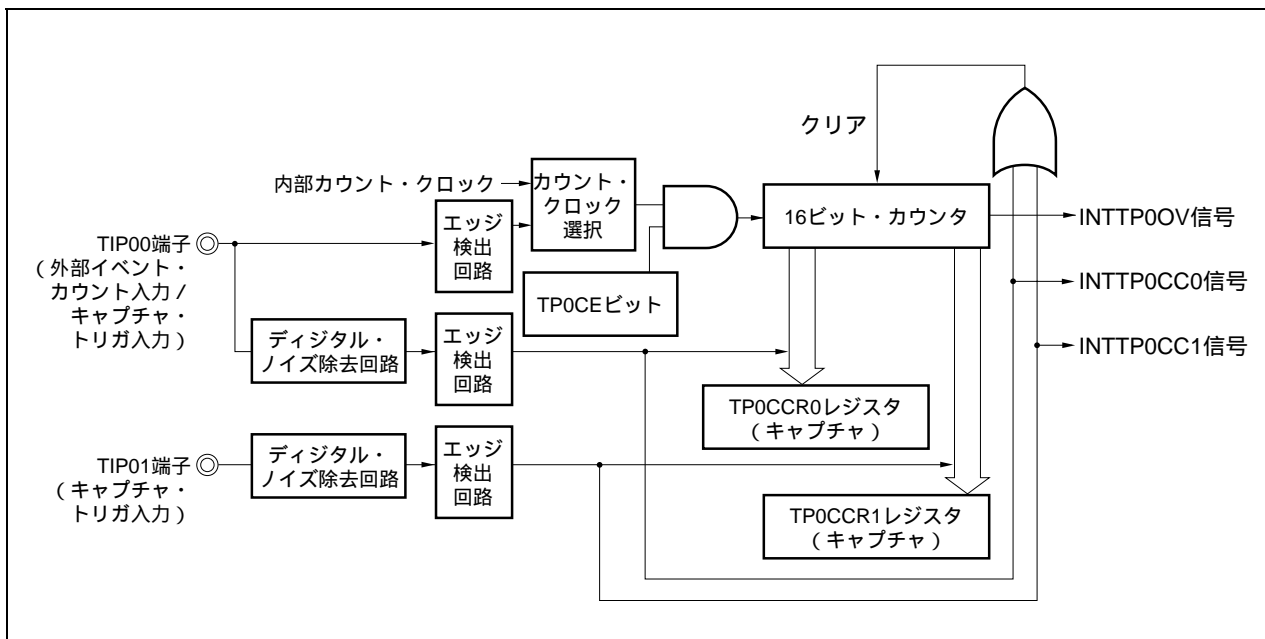 クリア
内部カウント・クロック
カウント・
クロック
選択
エッジ
検出
回路
16ビット・カウンタ
INTTP0OV信号
TIP00端子
(外部イベント・
カウント入力/
キャプチャ・
トリガ入力)
TP0CEビット
INTTP0CC0信号
ディジタル・
ノイズ除去回路
エッジ
検出
回路
INTTP0CC1信号
TP0CCR0レジスタ
(キャプチャ)
TIP01端子
(キャプチャ・
トリガ入力)
ディジタル・
ノイズ除去回路
エッジ
検出
回路
TP0CCR1レジスタ
(キャプチャ)